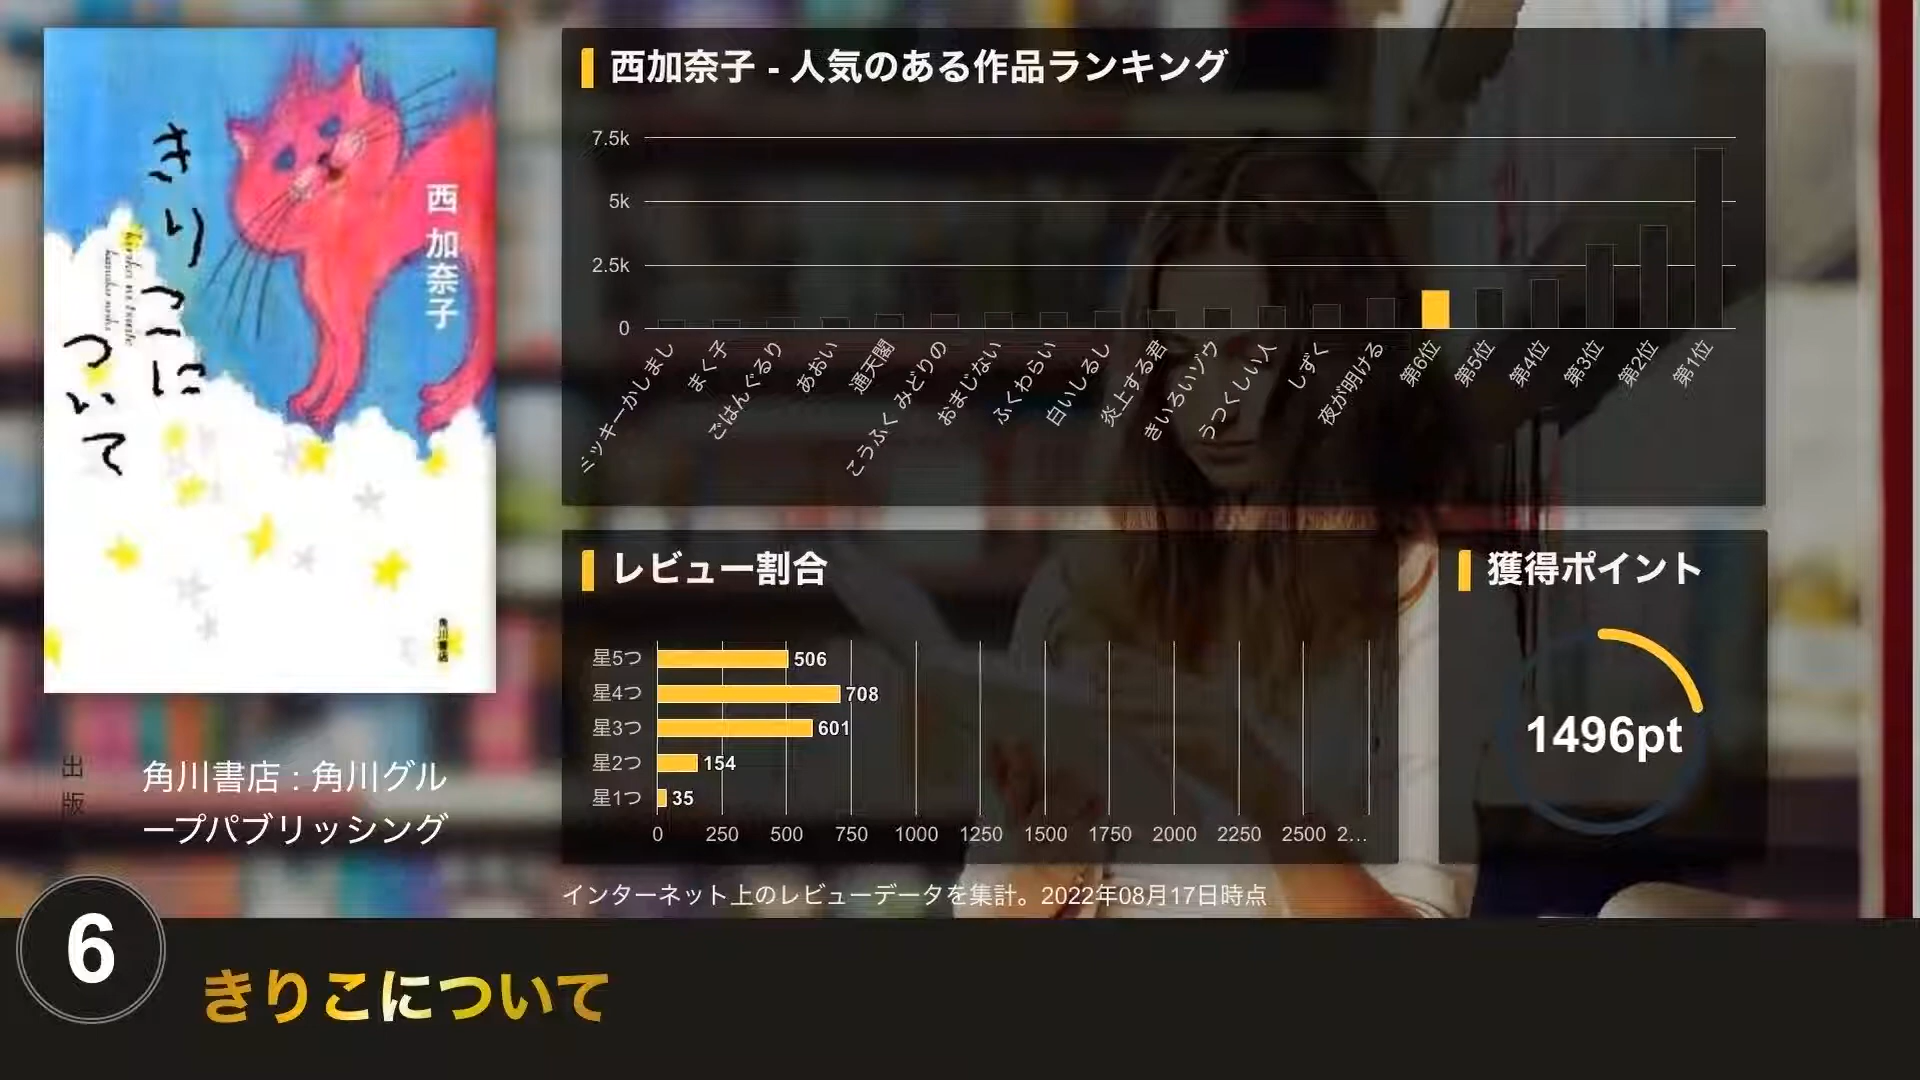 きりこに
ついて
西加奈子
角川書店
出版
角川書店 : 角川グル
ープパブリッシング
西加奈子 - 人気のある作品ランキング
7.5k
5k
2.5k
0
ミッキーかしまし
まく子
ごはんぐるり
あおい
通天閣
こうふく みどりの
おまじない
ふくわらい
白いしるし
炎上する君
きいろいゾウ
うつくしい人
しずく
夜が明ける
第6位
第5位
第4位
第3位
第2位
第1位
レビュー割合
星5つ 506
星4つ 708
星3つ 601
星2つ 154
星1つ 35
0 250 500 750 1000 1250 1500 1750 2000 2250 2500 2...
獲得ポイント
1496pt
インターネット上のレビューデータを集計。2022年08月17日時点
6
きりこについて